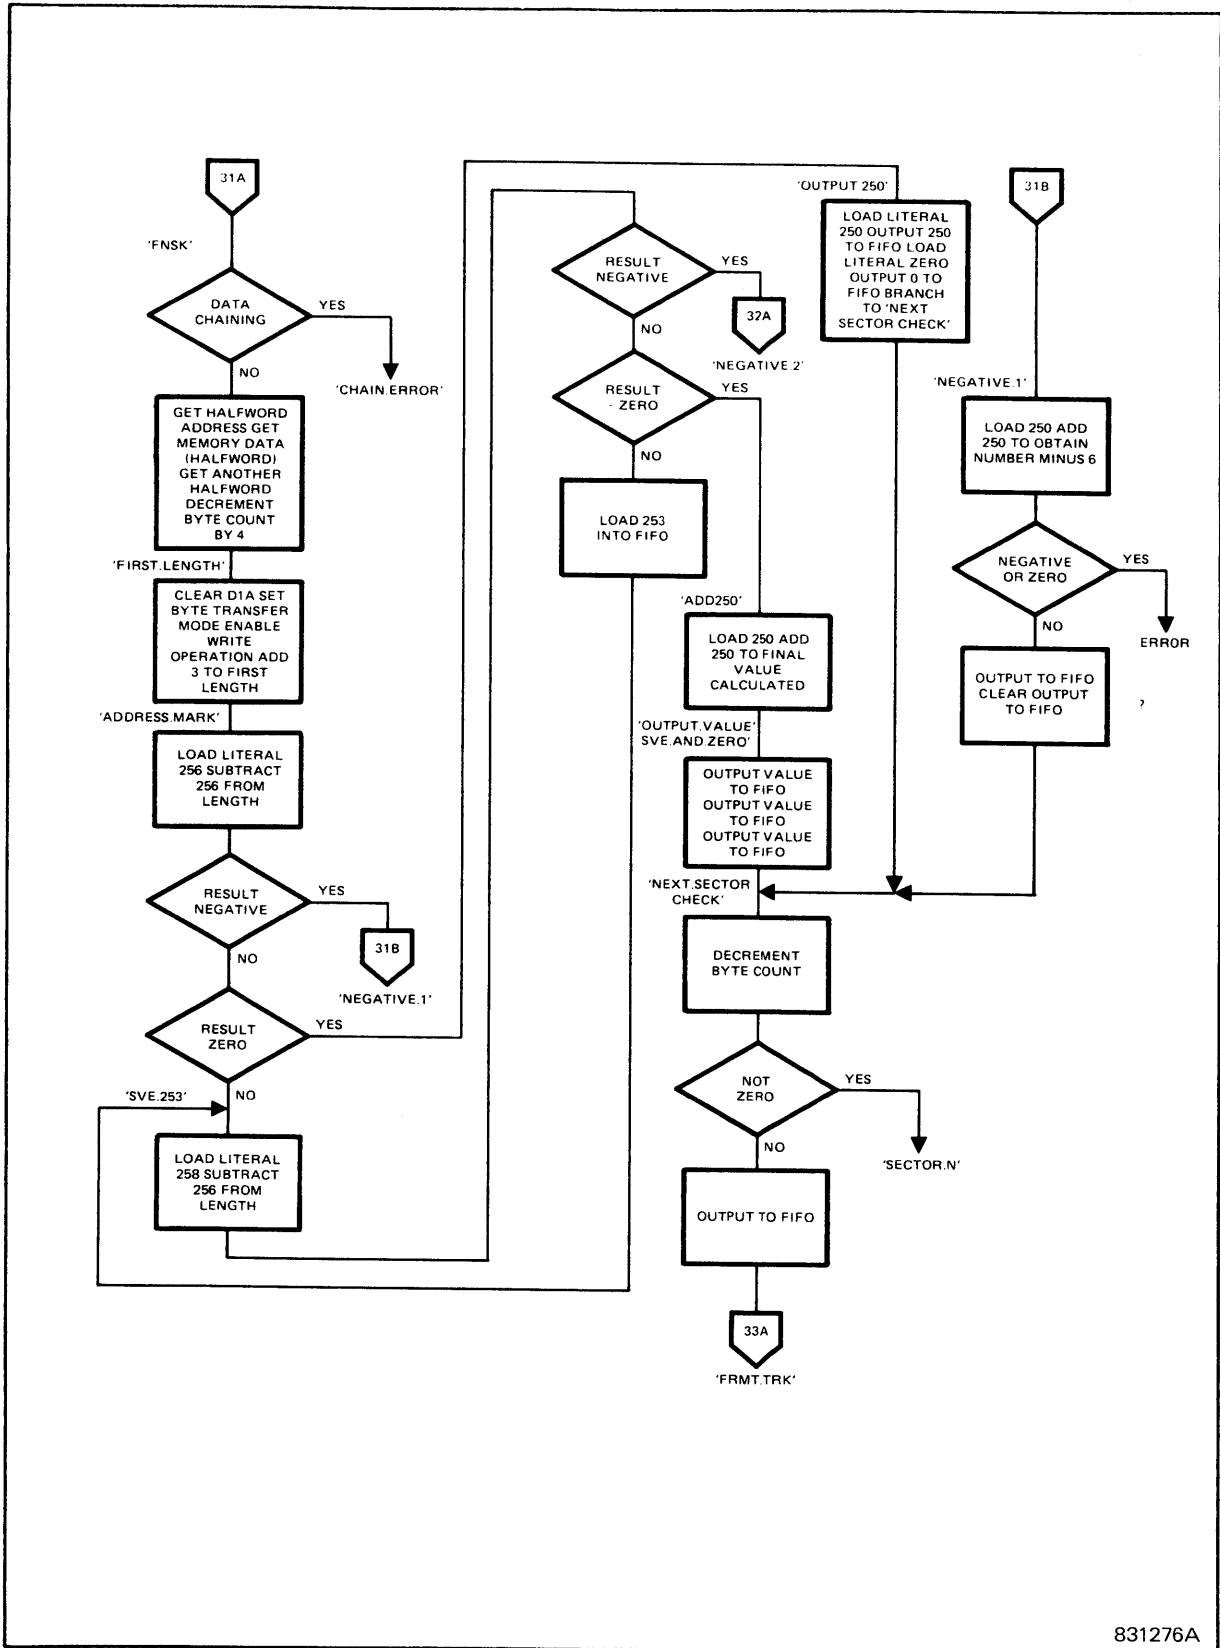 31A
'FNSK'
DATA
CHAINING
YES
'CHAIN.ERROR'
NO
GET HALFWORD
ADDRESS GET
MEMORY DATA
(HALFWORD)
GET ANOTHER
HALFWORD
DECREMENT
BYTE COUNT
BY 4
'FIRST.LENGTH'
CLEAR D1A SET
BYTE TRANSFER
MODE ENABLE
WRITE
OPERATION ADD
3 TO FIRST
LENGTH
'ADDRESS.MARK'
LOAD LITERAL
256 SUBTRACT
256 FROM
LENGTH
RESULT
NEGATIVE
YES
31B
'NEGATIVE.1'
NO
RESULT
ZERO
YES
NO
'SVE.253'
LOAD LITERAL
258 SUBTRACT
256 FROM
LENGTH
RESULT
NEGATIVE
YES
32A
'NEGATIVE.2'
NO
RESULT
- ZERO
YES
NO
LOAD 253
INTO FIFO
'ADD250'
LOAD 250 ADD
250 TO FINAL
VALUE
CALCULATED
'OUTPUT.VALUE'
SVE.AND.ZERO'
OUTPUT VALUE
TO FIFO
OUTPUT VALUE
TO FIFO
OUTPUT VALUE
TO FIFO
'NEXT.SECTOR
CHECK'
DECREMENT
BYTE COUNT
NOT
ZERO
YES
'SECTOR.N'
NO
OUTPUT TO FIFO
33A
'FRMT.TRK'
'OUTPUT 250'
LOAD LITERAL
250 OUTPUT 250
TO FIFO LOAD
LITERAL ZERO
OUTPUT 0 TO
FIFO BRANCH
TO 'NEXT
SECTOR CHECK'
31B
'NEGATIVE.1'
LOAD 250 ADD
250 TO OBTAIN
NUMBER MINUS 6
NEGATIVE
OR ZERO
YES
ERROR
NO
OUTPUT TO FIFO
CLEAR OUTPUT
TO FIFO
?
831276A